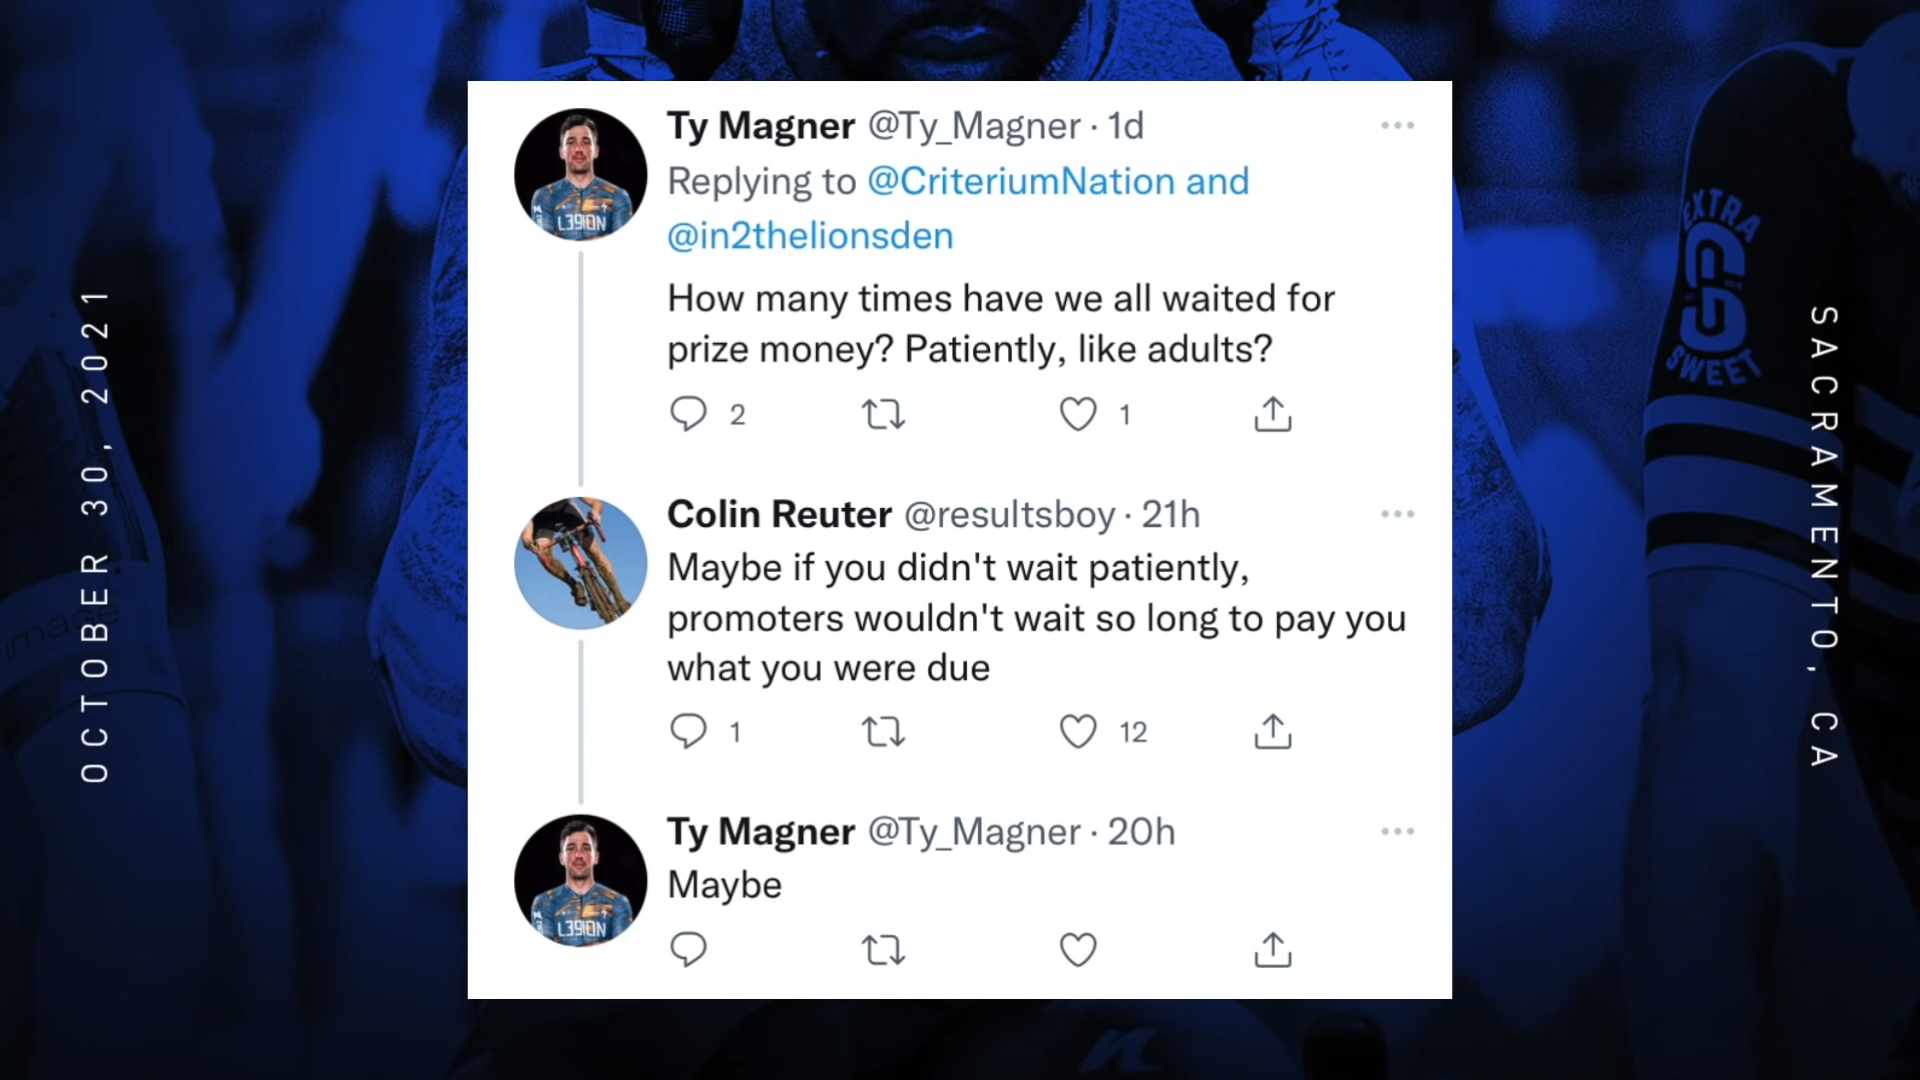 OCTOBER 30, 2021
Ty Magner @Ty_Magner · 1d
Replying to @CriteriumNation and
@in2thelionsden
How many times have we all waited for
prize money? Patiently, like adults?
2
1
L39ION
Colin Reuter @resultsboy · 21h
Maybe if you didn't wait patiently,
promoters wouldn't wait so long to pay you
what you were due
1
12
Ty Magner @Ty_Magner · 20h
Maybe
L39ION
EXTRA
SWEET
SACRAMENTO, CA